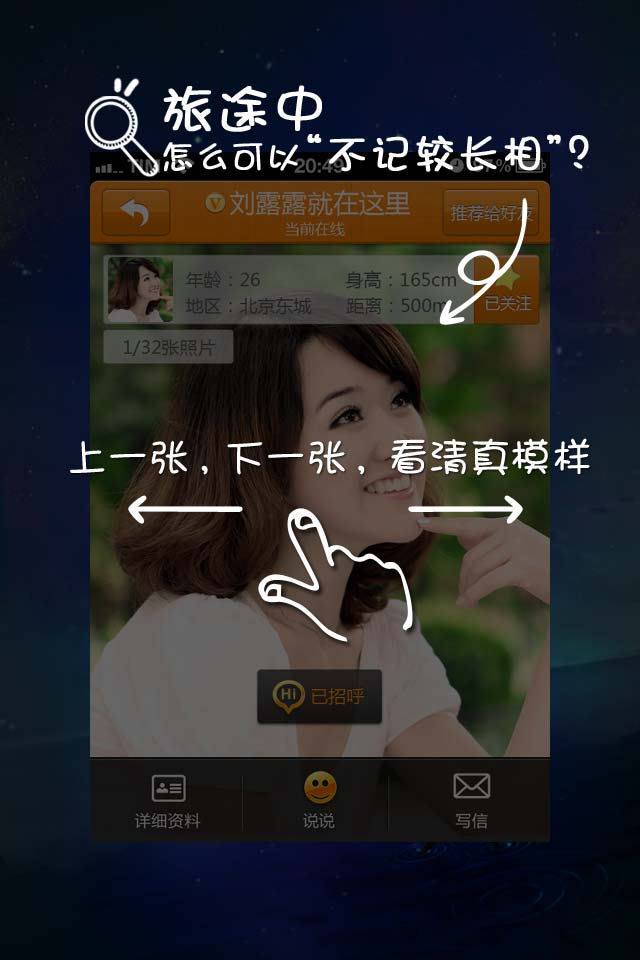 旅途中
怎么可以“不记较长相”？
20:49
刘露露就在这里
推荐给好友
当前在线
年龄：26
身高：165cm
地区：北京东城
距离：500m
已关注
1/32张照片
上一张，下一张，看清真模样
Hi 已招呼
详细资料
说说
写信